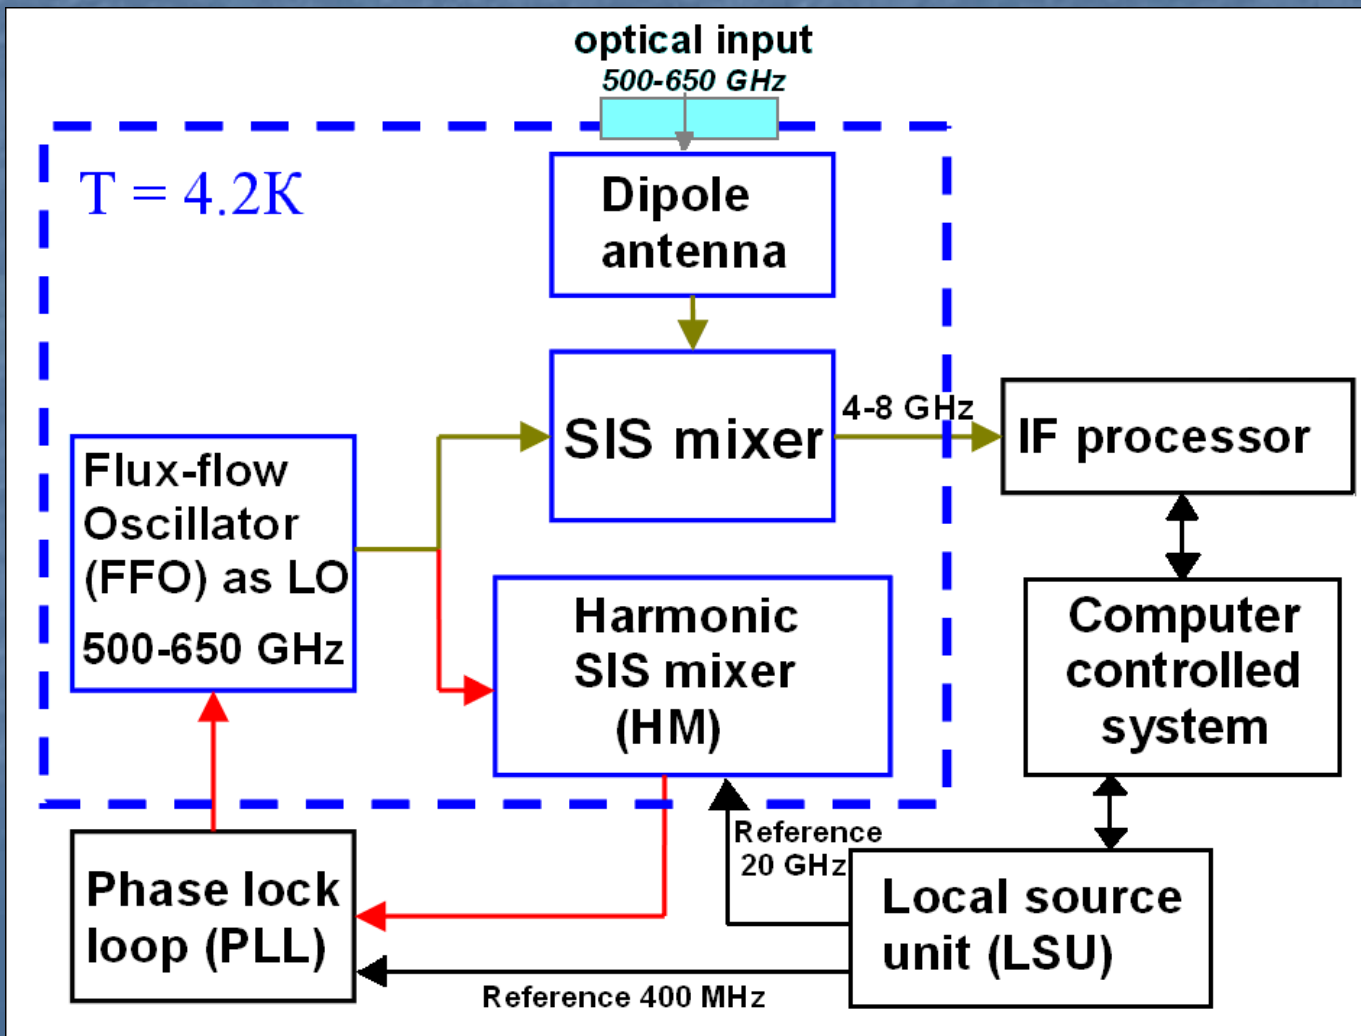 optical input
500-650 GHz
T = 4.2K
Dipole
antenna
SIS mixer
4-8 GHz
IF processor
Flux-flow
Oscillator
(FFO) as LO
500-650 GHz
Harmonic
SIS mixer
(HM)
Computer
controlled
system
Reference
20 GHz
Phase lock
loop (PLL)
Local source
unit (LSU)
Reference 400 MHz